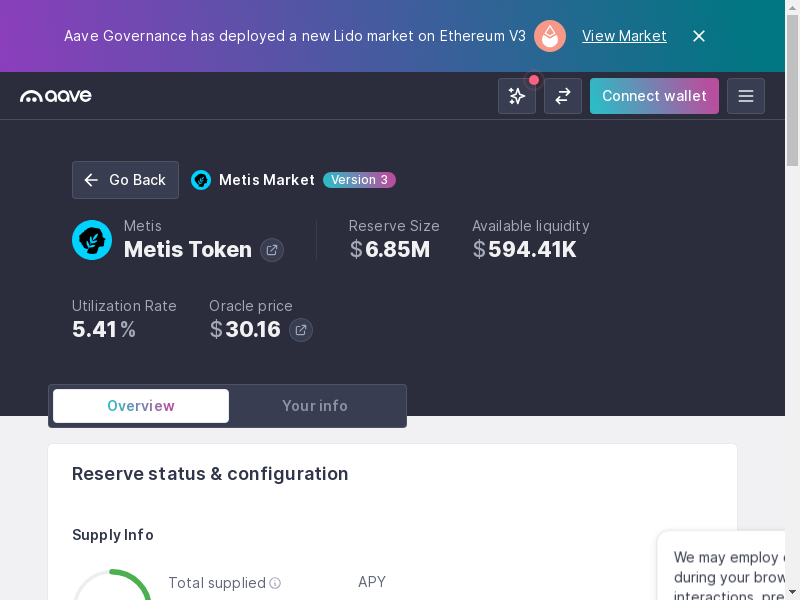 Aave Governance has deployed a new Lido market on Ethereum V3 View Market
aave Connect wallet
Go Back Metis Market Version 3
Metis Reserve Size Available liquidity
Metis Token $6.85M $594.41K
Utilization Rate Oracle price
5.41% $30.16
Overview Your info
Reserve status & configuration
Supply Info
We may employ
Total supplied APY
during your brow
interactions, pre